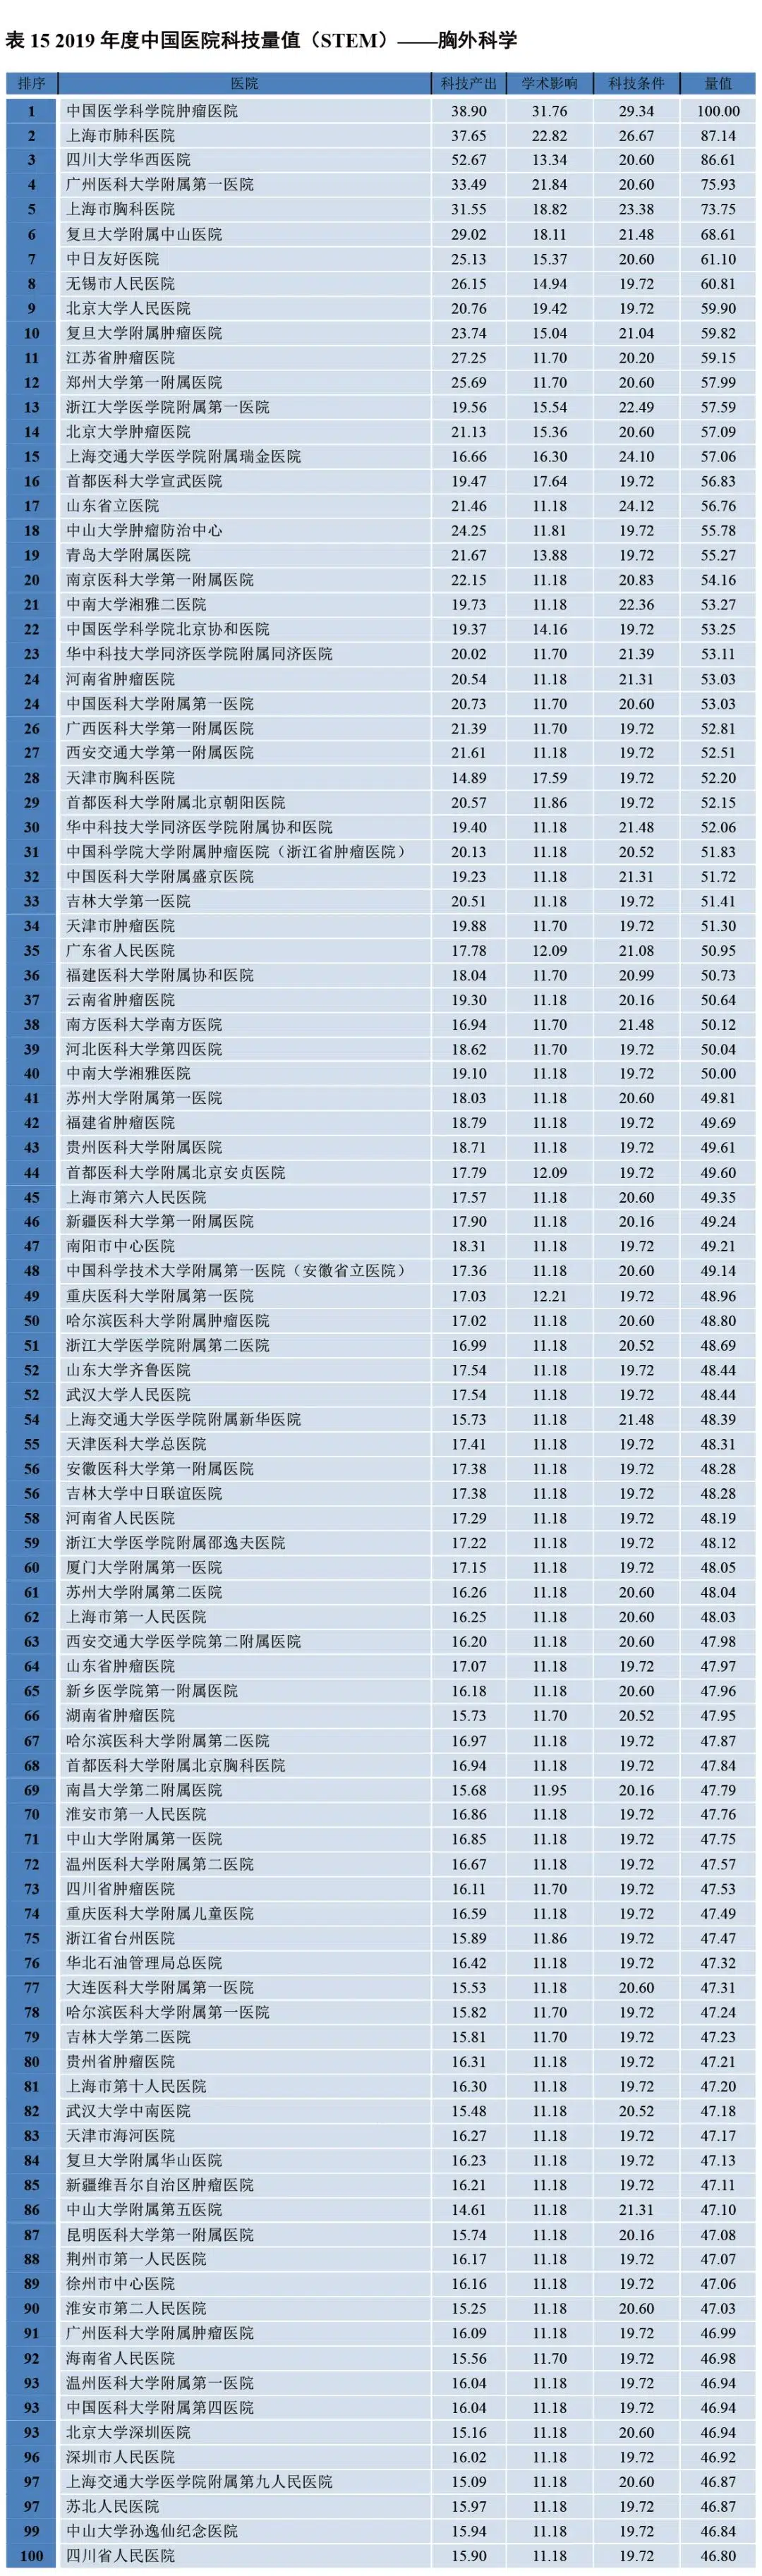 表 15 2019 年度中国医院科技量值（STEM）——胸外科学
排序 医院 科技产出 学术影响 科技条件 量值
1 中国医学科学院肿瘤医院 38.90 31.76 29.34 100.00
2 上海市肺科医院 37.65 22.82 26.67 87.14
3 四川大学华西医院 52.67 13.34 20.60 86.61
4 广州医科大学附属第一医院 33.49 21.84 20.60 75.93
5 上海市胸科医院 31.55 18.82 23.38 73.75
6 复旦大学附属中山医院 29.02 18.11 21.48 68.61
7 中日友好医院 25.13 15.37 20.60 61.10
8 无锡市人民医院 26.15 14.94 19.72 60.81
9 北京大学人民医院 20.76 19.42 19.72 59.90
10 复旦大学附属肿瘤医院 23.74 15.04 21.04 59.82
11 江苏省肿瘤医院 27.25 11.70 20.20 59.15
12 郑州大学第一附属医院 25.69 11.70 20.60 57.99
13 浙江大学医学院附属第一医院 19.56 15.54 22.49 57.59
14 北京大学肿瘤医院 21.13 15.36 20.60 57.09
15 上海交通大学医学院附属瑞金医院 16.66 16.30 24.10 57.06
16 首都医科大学宣武医院 19.47 17.64 19.72 56.83
17 山东省立医院 21.46 11.18 24.12 56.76
18 中山大学肿瘤防治中心 24.25 11.81 19.72 55.78
19 青岛大学附属医院 21.67 13.88 19.72 55.27
20 南京医科大学第一附属医院 22.15 11.18 20.83 54.16
21 中南大学湘雅二医院 19.73 11.18 22.36 53.27
22 中国医学科学院北京协和医院 19.37 14.16 19.72 53.25
23 华中科技大学同济医学院附属同济医院 20.02 11.70 21.39 53.11
24 河南省肿瘤医院 20.54 11.18 21.31 53.03
24 中国医科大学附属第一医院 20.73 11.70 20.60 53.03
26 广西医科大学第一附属医院 21.39 11.70 19.72 52.81
27 西安交通大学第一附属医院 21.61 11.18 19.72 52.51
28 天津市胸科医院 14.89 17.59 19.72 52.20
29 首都医科大学附属北京朝阳医院 20.57 11.86 19.72 52.15
30 华中科技大学同济医学院附属协和医院 19.40 11.18 21.48 52.06
31 中国科学院大学附属肿瘤医院（浙江省肿瘤医院） 20.13 11.18 20.52 51.83
32 中国医科大学附属盛京医院 19.23 11.18 21.31 51.72
33 吉林大学第一医院 20.51 11.18 19.72 51.41
34 天津市肿瘤医院 19.88 11.70 19.72 51.30
35 广东省人民医院 17.78 12.09 21.08 50.95
36 福建医科大学附属协和医院 18.04 11.70 20.99 50.73
37 云南省肿瘤医院 19.30 11.18 20.16 50.64
38 南方医科大学南方医院 16.94 11.70 21.48 50.12
39 河北医科大学第四医院 18.62 11.70 19.72 50.04
40 中南大学湘雅医院 19.10 11.18 19.72 50.00
41 苏州大学附属第一医院 18.03 11.18 20.60 49.81
42 福建省肿瘤医院 18.79 11.18 19.72 49.69
43 贵州医科大学附属医院 18.71 11.18 19.72 49.61
44 首都医科大学附属北京安贞医院 17.79 12.09 19.72 49.60
45 上海市第六人民医院 17.57 11.18 20.60 49.35
46 新疆医科大学第一附属医院 17.90 11.18 20.16 49.24
47 南阳市中心医院 18.31 11.18 19.72 49.21
48 中国科学技术大学附属第一医院（安徽省立医院） 17.36 11.18 20.60 49.14
49 重庆医科大学附属第一医院 17.03 12.21 19.72 48.96
50 哈尔滨医科大学附属肿瘤医院 17.02 11.18 20.60 48.80
51 浙江大学医学院附属第二医院 16.99 11.18 20.52 48.69
52 山东大学齐鲁医院 17.54 11.18 19.72 48.44
52 武汉大学人民医院 17.54 11.18 19.72 48.44
54 上海交通大学医学院附属新华医院 15.73 11.18 21.48 48.39
55 天津医科大学总医院 17.41 11.18 19.72 48.31
56 安徽医科大学第一附属医院 17.38 11.18 19.72 48.28
56 吉林大学中日联谊医院 17.38 11.18 19.72 48.28
58 河南省人民医院 17.29 11.18 19.72 48.19
59 浙江大学医学院附属邵逸夫医院 17.22 11.18 19.72 48.12
60 厦门大学附属第一医院 17.15 11.18 19.72 48.05
61 苏州大学附属第二医院 16.26 11.18 20.60 48.04
62 上海市第一人民医院 16.25 11.18 20.60 48.03
63 西安交通大学医学院第二附属医院 16.20 11.18 20.60 47.98
64 山东省肿瘤医院 17.07 11.18 19.72 47.97
65 新乡医学院第一附属医院 16.18 11.18 20.60 47.96
66 湖南省肿瘤医院 15.73 11.70 20.52 47.95
67 哈尔滨医科大学附属第二医院 16.97 11.18 19.72 47.87
68 首都医科大学附属北京胸科医院 16.94 11.18 19.72 47.84
69 南昌大学第二附属医院 15.68 11.95 20.16 47.79
70 淮安市第一人民医院 16.86 11.18 19.72 47.76
71 中山大学附属第一医院 16.85 11.18 19.72 47.75
72 温州医科大学附属第二医院 16.67 11.18 19.72 47.57
73 四川省肿瘤医院 16.11 11.70 19.72 47.53
74 重庆医科大学附属儿童医院 16.59 11.18 19.72 47.49
75 浙江省台州医院 15.89 11.86 19.72 47.47
76 华北石油管理局总医院 16.42 11.18 19.72 47.32
77 大连医科大学附属第一医院 15.53 11.18 20.60 47.31
78 哈尔滨医科大学附属第一医院 15.82 11.70 19.72 47.24
79 吉林大学第二医院 15.81 11.70 19.72 47.23
80 贵州省肿瘤医院 16.31 11.18 19.72 47.21
81 上海市第十人民医院 16.30 11.18 19.72 47.20
82 武汉大学中南医院 15.48 11.18 20.52 47.18
83 天津市海河医院 16.27 11.18 19.72 47.17
84 复旦大学附属华山医院 16.23 11.18 19.72 47.13
85 新疆维吾尔自治区肿瘤医院 16.21 11.18 19.72 47.11
86 中山大学附属第五医院 14.61 11.18 21.31 47.10
87 昆明医科大学第一附属医院 15.74 11.18 20.16 47.08
88 荆州市第一人民医院 16.17 11.18 19.72 47.07
89 徐州市中心医院 16.16 11.18 19.72 47.06
90 淮安市第二人民医院 15.25 11.18 20.60 47.03
91 广州医科大学附属肿瘤医院 16.09 11.18 19.72 46.99
92 海南省人民医院 15.56 11.70 19.72 46.98
93 温州医科大学附属第一医院 16.04 11.18 19.72 46.94
93 中国医科大学附属第四医院 16.04 11.18 19.72 46.94
93 北京大学深圳医院 15.16 11.18 20.60 46.94
96 深圳市人民医院 16.02 11.18 19.72 46.92
97 上海交通大学医学院附属第九人民医院 15.09 11.18 20.60 46.87
97 苏北人民医院 15.97 11.18 19.72 46.87
99 中山大学孙逸仙纪念医院 15.94 11.18 19.72 46.84
100 四川省人民医院 15.90 11.18 19.72 46.80